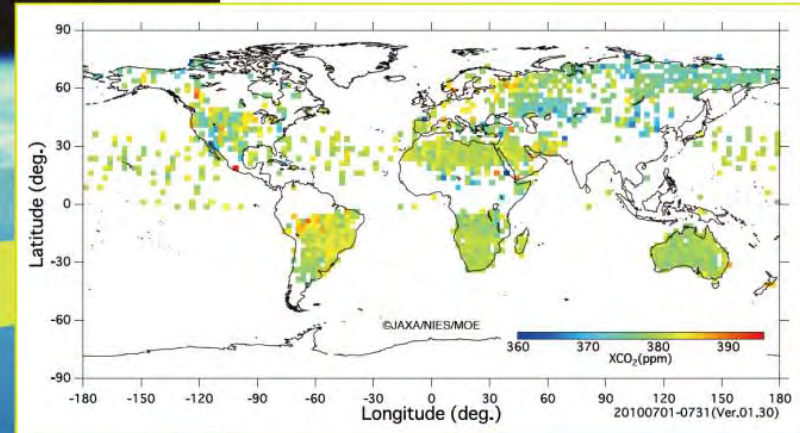 90
60
30
0
-30
-60
-90
Latitude (deg.)
©JAXA/NIES/MOE
360 370 380 390
XCO₂(ppm)
-180 -150 -120 -90 -60 -30 0 30 60 90 120 150 180
Longitude (deg.)
20100701-0731(Ver.01.30)